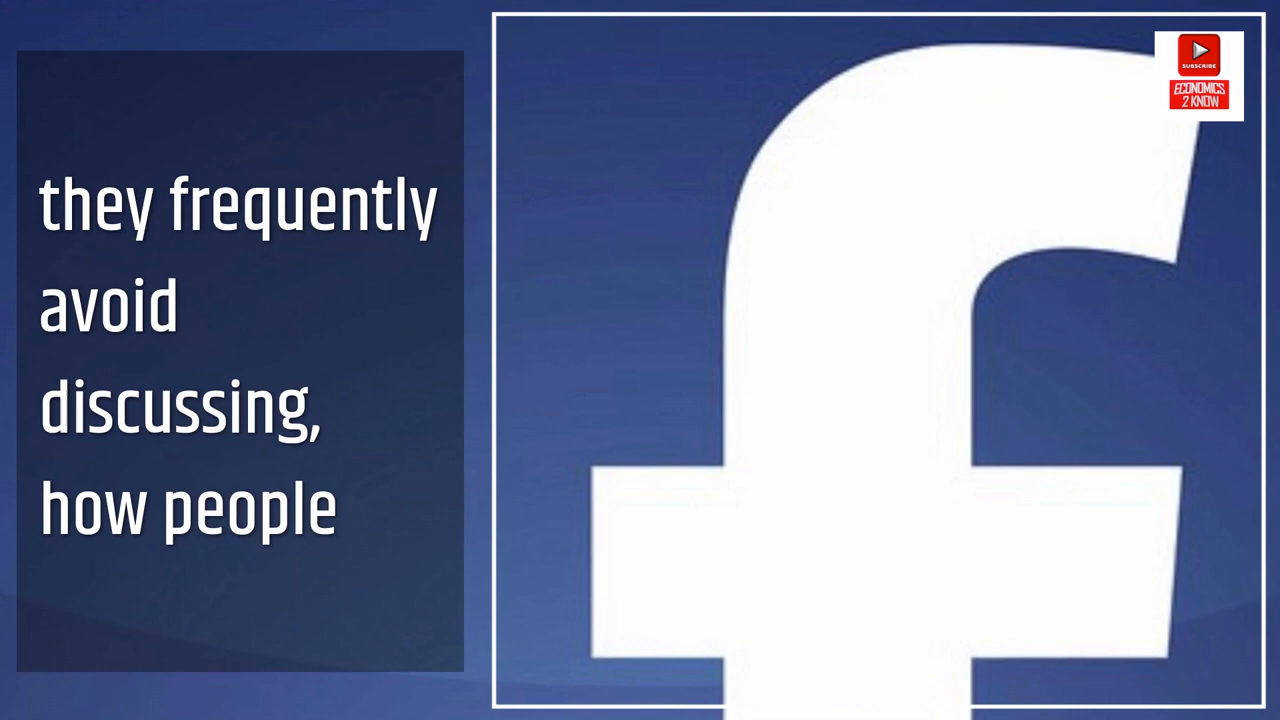 they frequently
avoid
discussing,
how people
SUBSCRIBE
ECONOMICS
2 KNOW